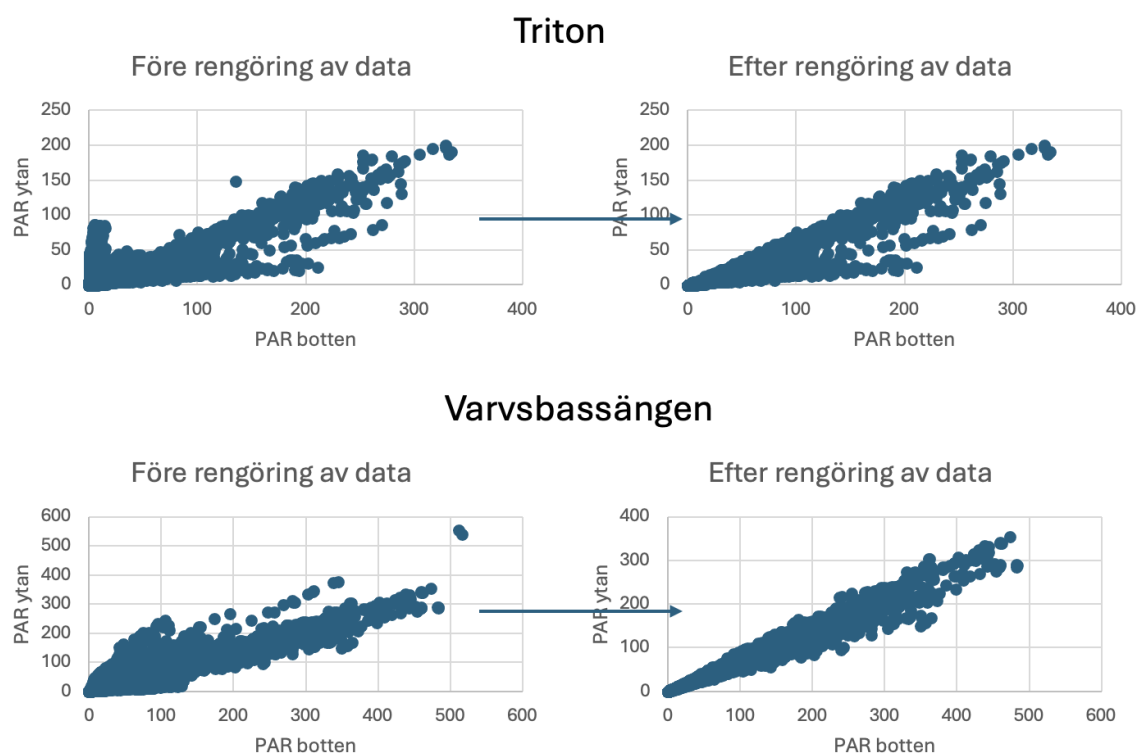 Triton
Före rengöring av data
Efter rengöring av data
250
200
150
100
50
0
PAR ytan
0 100 200 300 400
PAR botten
250
200
150
100
50
0
PAR ytan
0 100 200 300 400
PAR botten
Varvsbassängen
Före rengöring av data
Efter rengöring av data
600
500
400
300
200
100
0
PAR ytan
0 100 200 300 400 500 600
PAR botten
400
300
200
100
0
PAR ytan
0 100 200 300 400 500 600
PAR botten